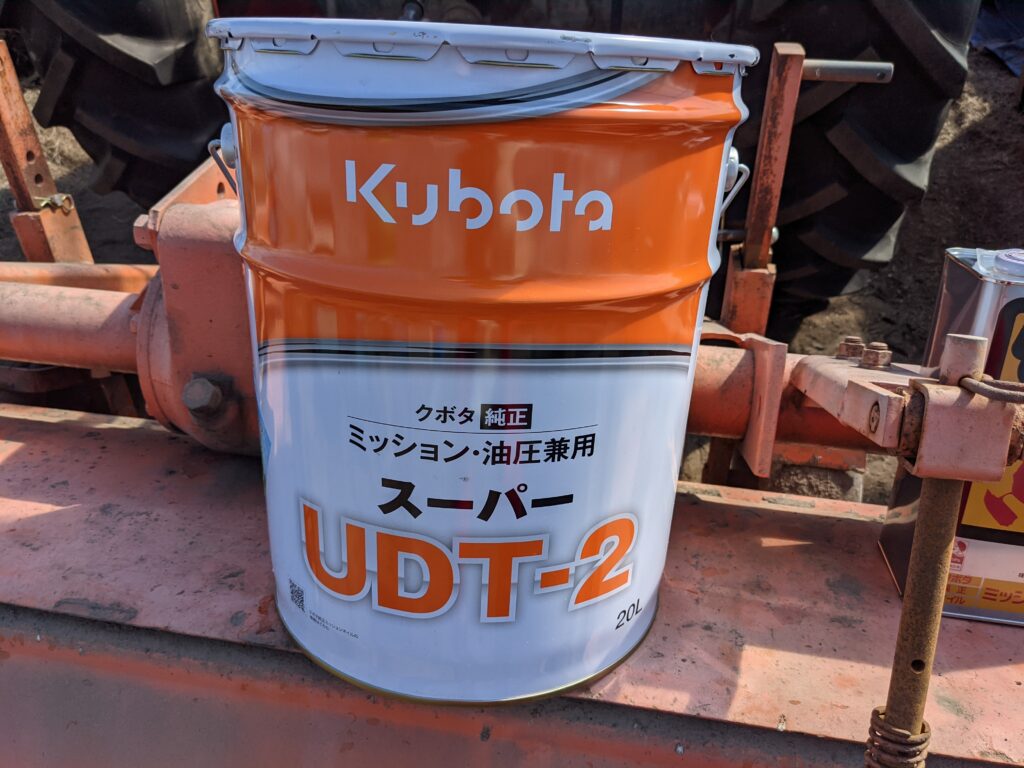 Kubota
クボタ 純正
ミッション・油圧兼用
スーパー
UDT-2
20L